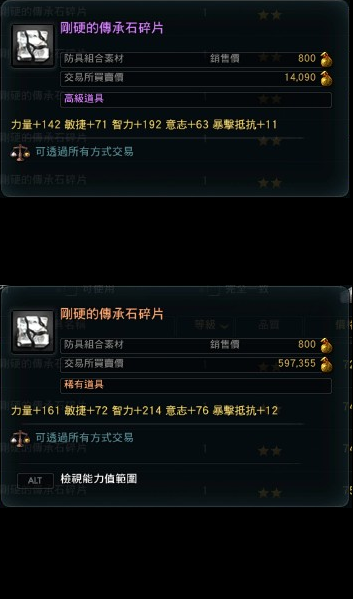 剛硬的傳承石碎片
防具組合素材 銷售價 800
交易所買賣價 14,090
高級道具
力量+142 敏捷+71 智力+192 意志+63 暴擊抵抗+11
可透過所有方式交易
剛硬的傳承石碎片
防具組合素材 銷售價 800
交易所買賣價 597,355
稀有道具
力量+161 敏捷+72 智力+214 意志+76 暴擊抵抗+12
可透過所有方式交易
ALT 檢視能力值範圍